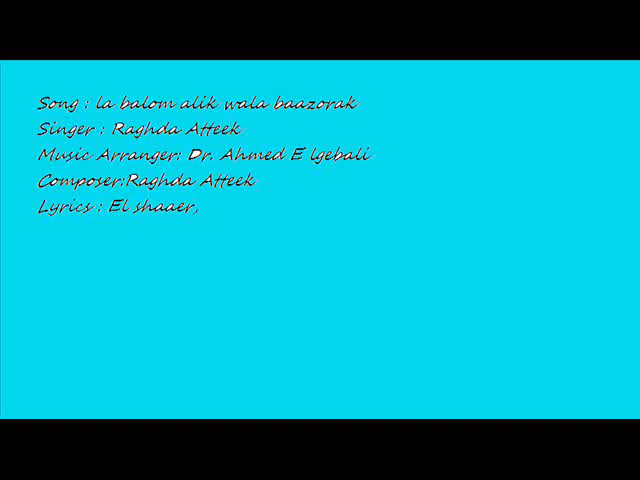 Song : la balom alik wala baazorak
Singer : Raghda Atteek
Music Arranger: Dr. Ahmed E lgebali
Composer:Raghda Atteek
Lyrics : El shaaer,